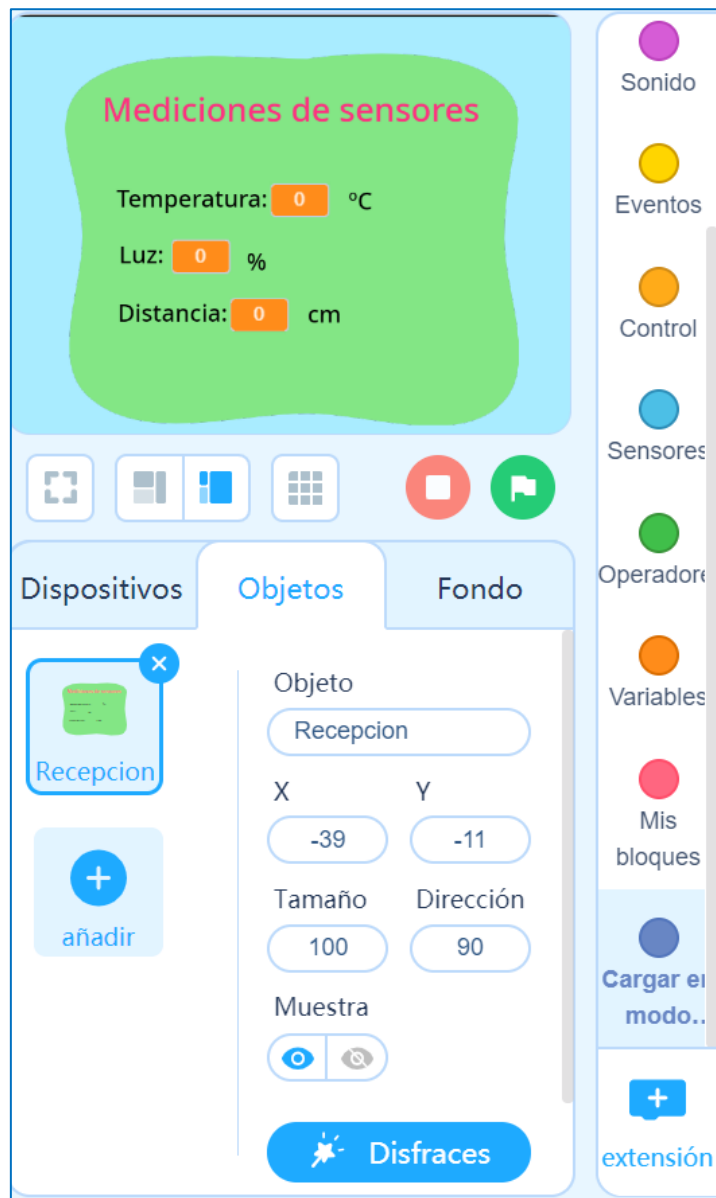 Mediciones de sensores
Temperatura: 0 ºC
Luz: 0 %
Distancia: 0 cm
Dispositivos Objetos Fondo
Recepcion
añadir
Objeto
Recepcion
X Y
-39 -11
Tamaño Dirección
100 90
Muestra
Disfraces
Sonido
Eventos
Control
Sensores
Operadore
Variables
Mis
bloques
Cargar en
modo..
extensión